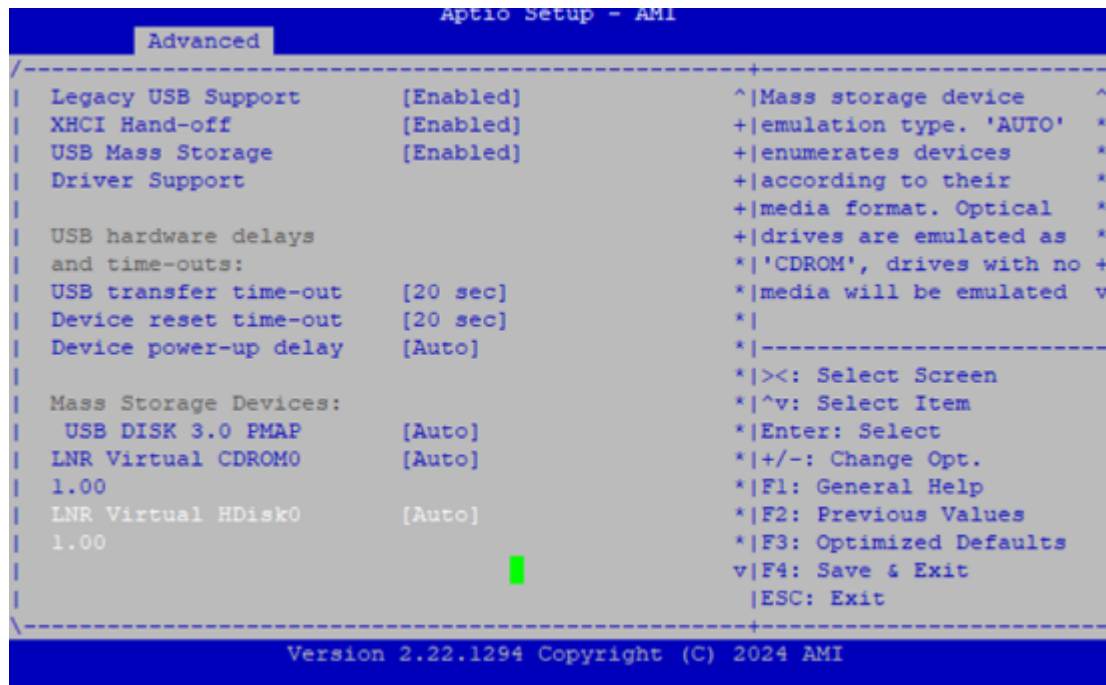 Aptio Setup - AMI
Advanced
Legacy USB Support [Enabled]
XHCI Hand-off [Enabled]
USB Mass Storage [Enabled]
Driver Support
USB hardware delays
and time-outs:
USB transfer time-out [20 sec]
Device reset time-out [20 sec]
Device power-up delay [Auto]
Mass Storage Devices:
USB DISK 3.0 PMAP [Auto]
LNR Virtual CDROM0 [Auto]
1.00
LNR Virtual HDisk0 [Auto]
1.00
Mass storage device
emulation type. 'AUTO'
enumerates devices
according to their
media format. Optical
drives are emulated as
'CDROM', drives with no
media will be emulated
><: Select Screen
^v: Select Item
Enter: Select
+/-: Change Opt.
F1: General Help
F2: Previous Values
F3: Optimized Defaults
F4: Save & Exit
ESC: Exit
Version 2.22.1294 Copyright (C) 2024 AMI